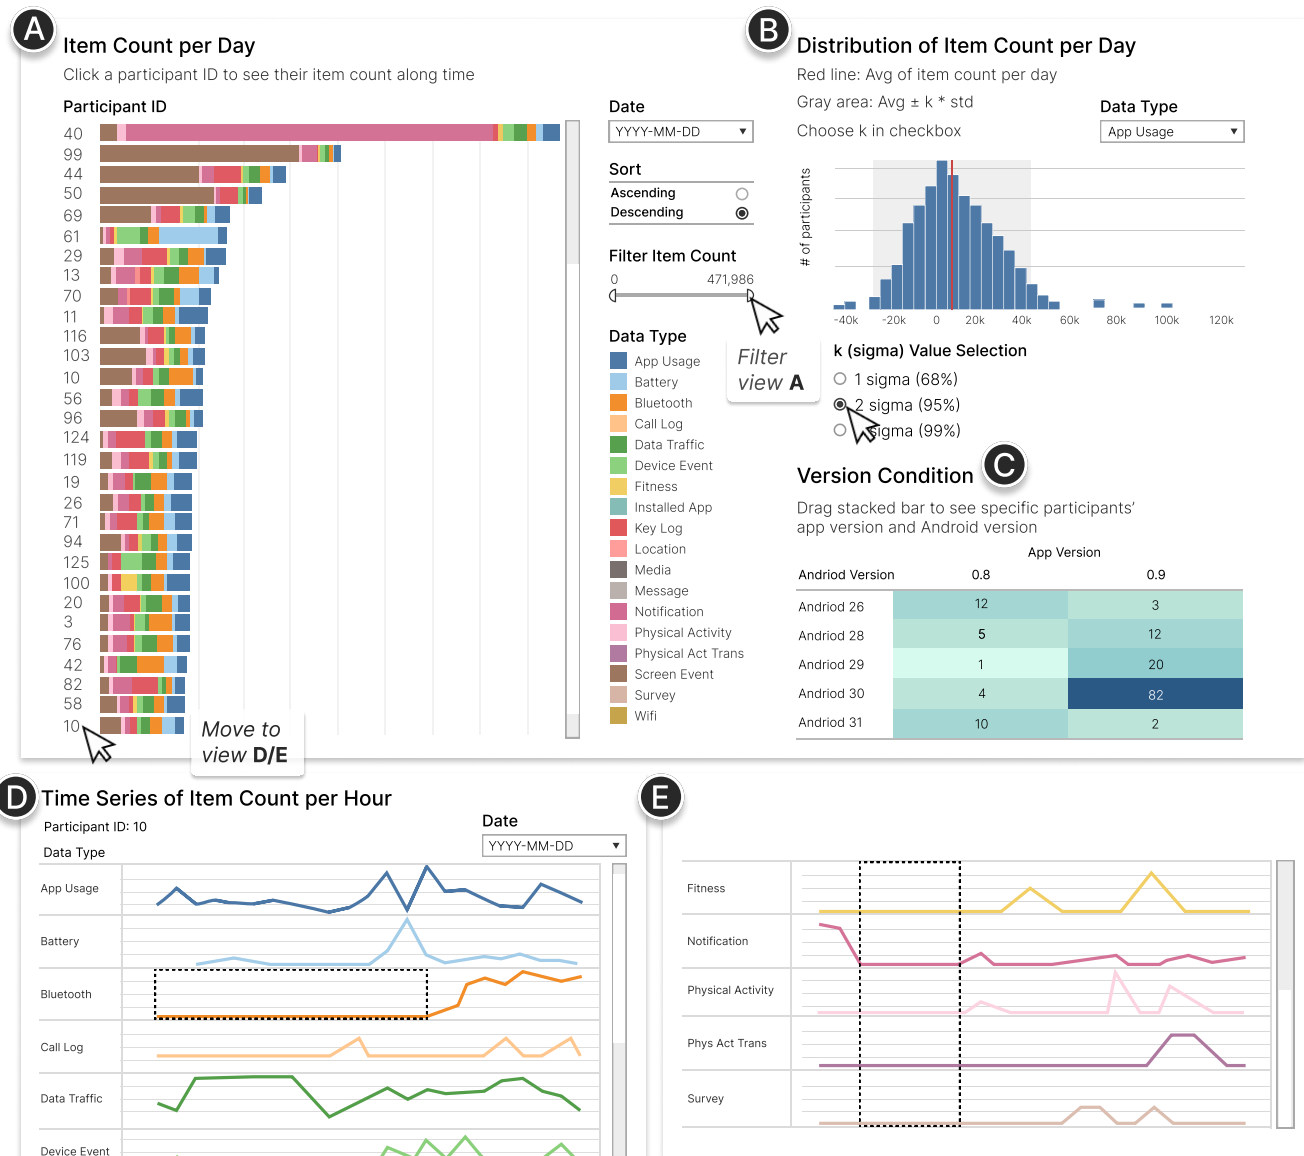 A
Item Count per Day
Click a participant ID to see their item count along time
Participant ID
40
99
44
50
69
61
29
13
70
11
116
103
10
56
96
124
119
19
26
71
94
125
100
20
3
76
42
82
58
10
Move to
view D/E
Date
YYYY-MM-DD
Sort
Ascending
Descending
Filter Item Count
0 471,986
Filter
view A
Data Type
App Usage
Battery
Bluetooth
Call Log
Data Traffic
Device Event
Fitness
Installed App
Key Log
Location
Media
Message
Notification
Physical Activity
Physical Act Trans
Screen Event
Survey
Wifi
B
Distribution of Item Count per Day
Red line: Avg of item count per day
Gray area: Avg ± k * std
Choose k in checkbox
Data Type
App Usage
# of participants
-40k -20k 0 20k 40k 60k 80k 100k 120k
k (sigma) Value Selection
1 sigma (68%)
2 sigma (95%)
sigma (99%)
C
Version Condition
Drag stacked bar to see specific participants’
app version and Android version
App Version
Andriod Version 0.8 0.9
Andriod 26 12 3
Andriod 28 5 12
Andriod 29 1 20
Andriod 30 4 82
Andriod 31 10 2
D
Time Series of Item Count per Hour
Participant ID: 10
Date
YYYY-MM-DD
Data Type
App Usage
Battery
Bluetooth
Call Log
Data Traffic
Device Event
E
Fitness
Notification
Physical Activity
Phys Act Trans
Survey